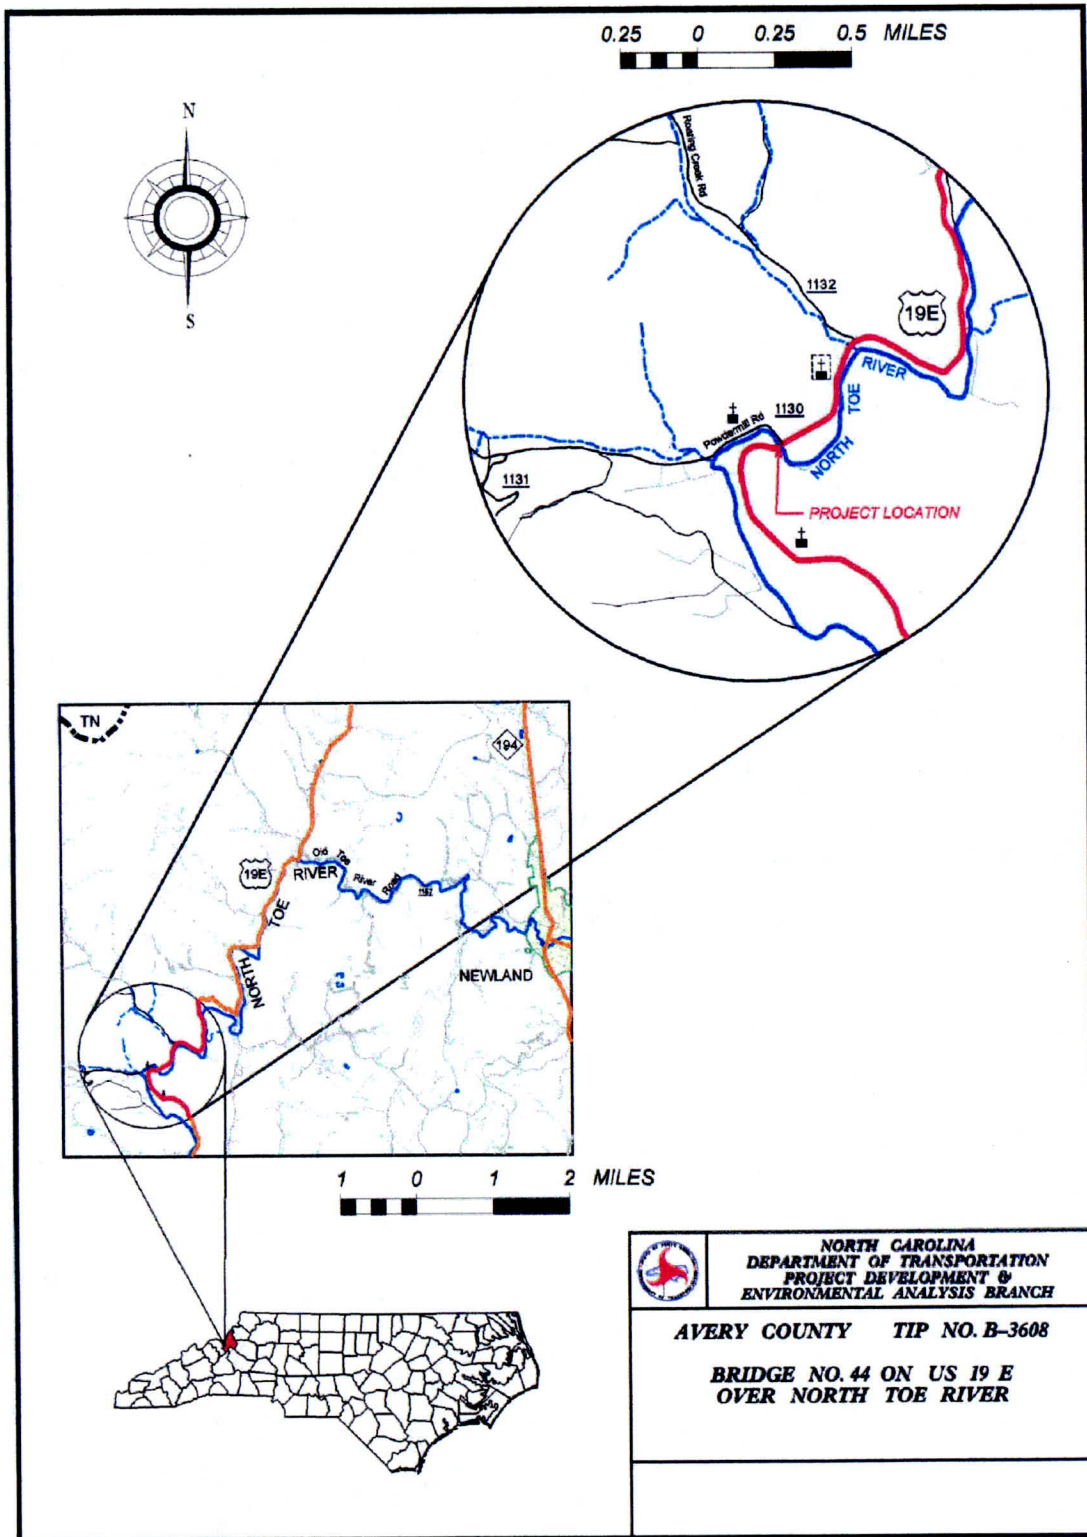 0.25 0 0.25 0.5 MILES
N
S
Roaring Creek Rd
1132
19E
RIVER
TOE
NORTH
1130
Powdermill Rd
1131
PROJECT LOCATION
TN
194
19E
Old Toe River Road
RIVER
TOE
NORTH
NEWLAND
1 0 1 2 MILES
NORTH CAROLINA
DEPARTMENT OF TRANSPORTATION
PROJECT DEVELOPMENT &
ENVIRONMENTAL ANALYSIS BRANCH
AVERY COUNTY TIP NO. B-3608
BRIDGE NO. 44 ON US 19 E
OVER NORTH TOE RIVER